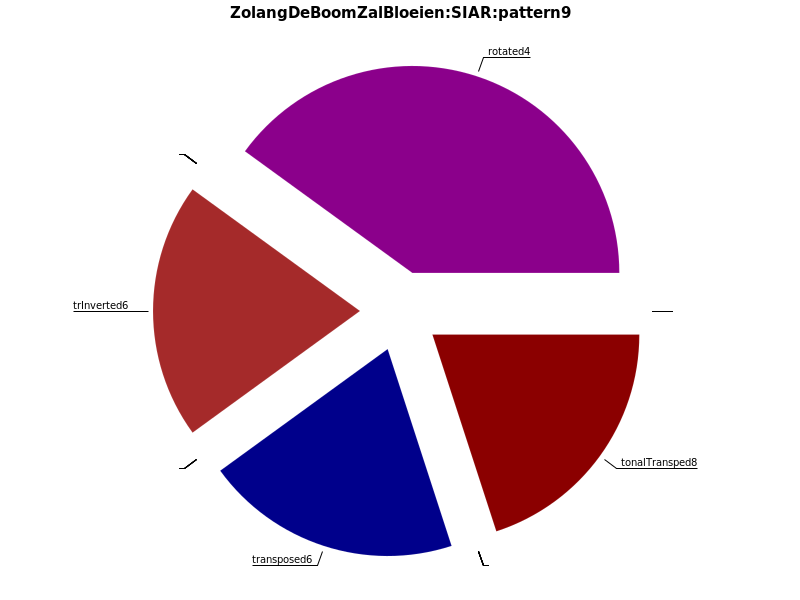 ZolangDeBoomZalBloeien:SIAR:pattern9
rotated4
trInverted6
tonalTransped8
transposed6